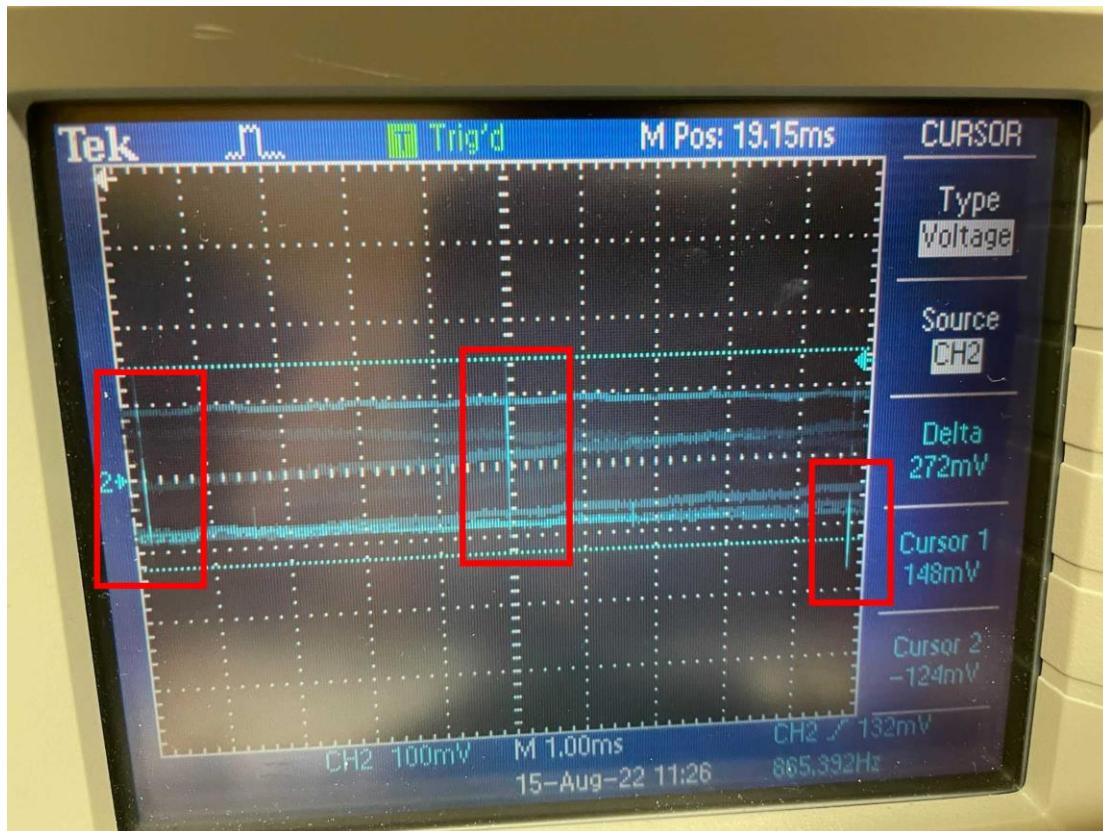 Tek T Trig'd M Pos: 19.15ms CURSOR
Type
Voltage
Source
CH2
2
Delta
272mV
Cursor 1
148mV
Cursor 2
-124mV
CH2 100mV M 1.00ms CH2 132mV
15-Aug-22 11:26 865.392Hz